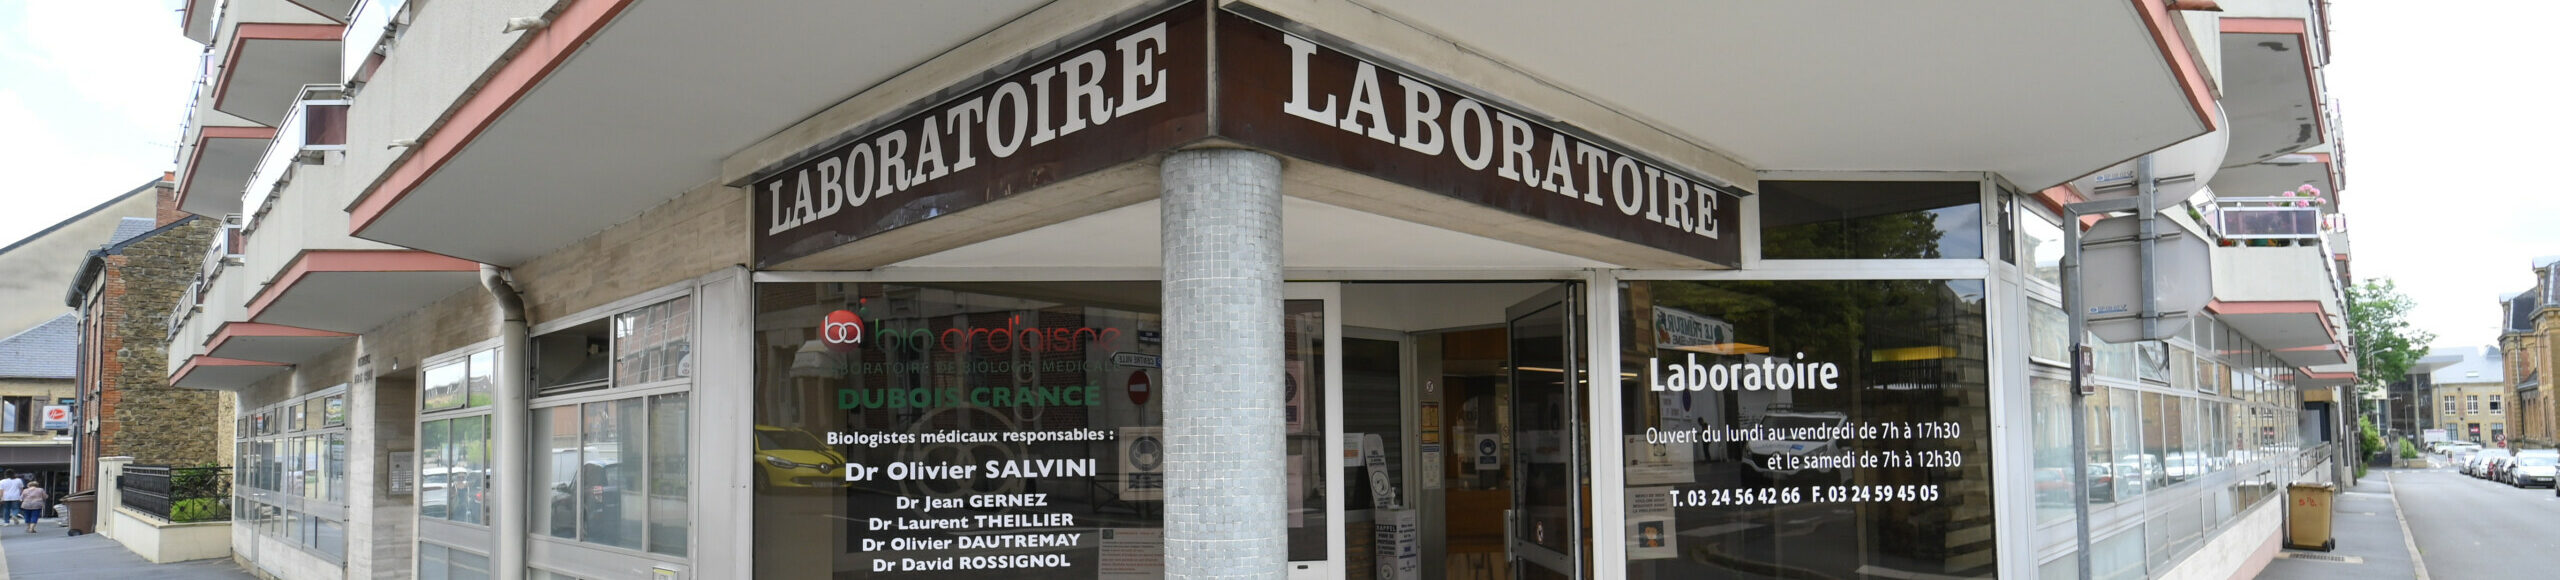 LABORATOIRE
LABORATOIRE
ba bio ard'aisne
LABORATOIRE DE BIOLOGIE MÉDICALE
DUBOIS CRANCÉ
Biologistes médicaux responsables :
Dr Olivier SALVINI
Dr Jean GERNEZ
Dr Laurent THEILLIER
Dr Olivier DAUTREMAY
Dr David ROSSIGNOL
Laboratoire
Ouvert du lundi au vendredi de 7h à 17h30
et le samedi de 7h à 12h30
T. 03 24 56 42 66 F. 03 24 59 45 05